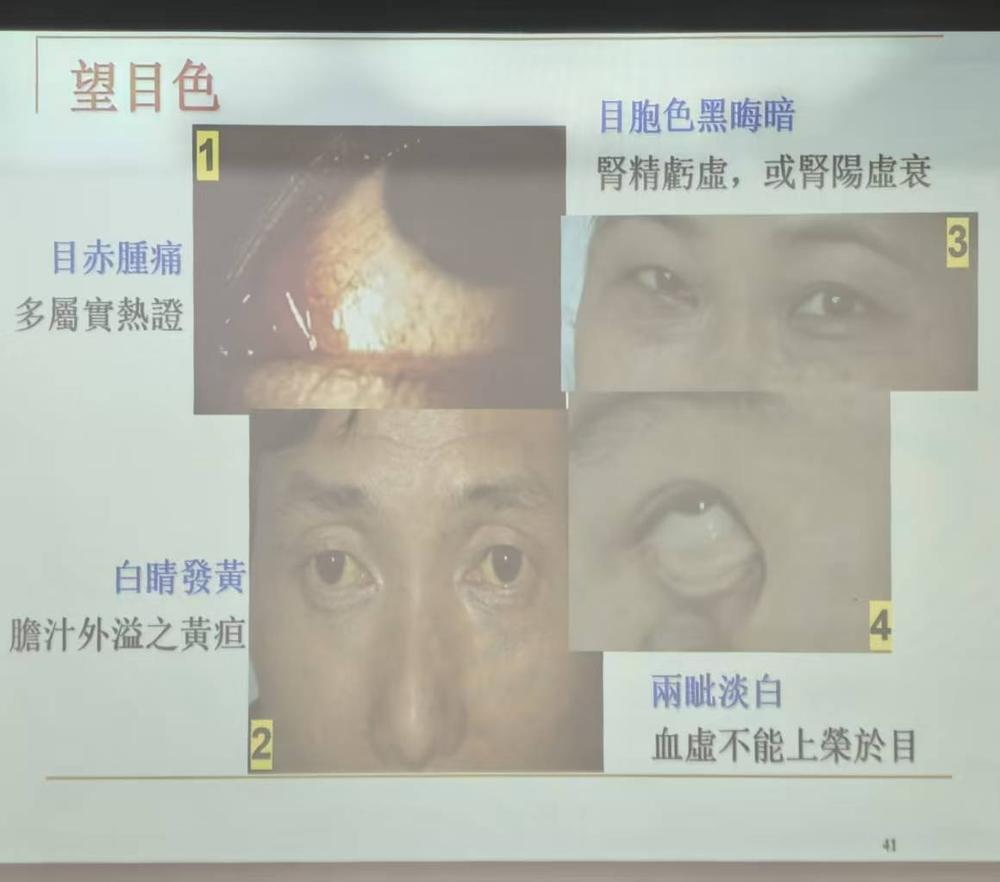 望目色
1
目赤腫痛
多屬實熱證
2
白睛發黃
膽汁外溢之黃疸
目胞色黑晦暗
腎精虧虛，或腎陽虛衰
3
4
兩眦淡白
血虛不能上榮於目
41